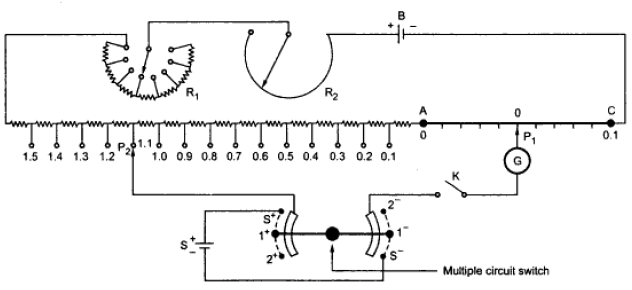 B
+ −
R1
R2
A 0 C
0 0.1
P1
1.5 1.4 1.3 1.2 P2 1.1 1.0 0.9 0.8 0.7 0.6 0.5 0.4 0.3 0.2 0.1
G
K
S+ 2−
S + − 1+ 1−
2+ S−
Multiple circuit switch